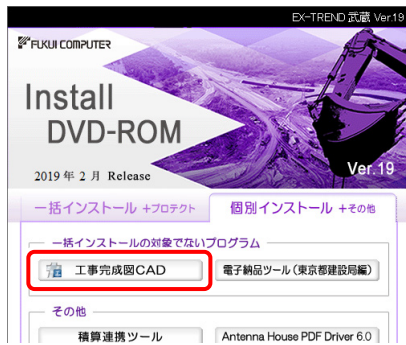 EX-TREND 武蔵 Ver.19
FUKUI COMPUTER
Install
DVD-ROM
2019 年 2 月 Release
Ver.19
一括インストール +プロテクト
個別インストール +その他
一括インストールの対象でないプログラム
工事完成図CAD
電子納品ツール(東京都建設局編)
その他
積算連携ツール
Antenna House PDF Driver 6.0